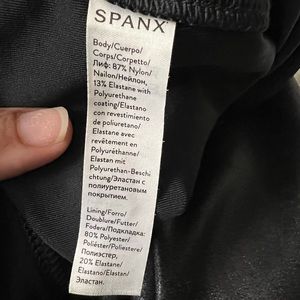 SPANX
Body/Cuerpo/
Corps/Corpetto/
Лиф: 87% Nylon/
Nailon/Нейлон,
13% Elastane with
Polyurethane
coating/Elastano
con revestimiento
de poliuretano/
Elastane avec
revêtement en
Polyuréthane/
Elastan mit
Polyurethan-Beschi
chtung/Эластан с
полиуретановым
покрытием.
Lining/Forro/
Doublure/Futter/
Fodera/Подкладка:
80% Polyester/
Poliéster/Poliestere/
Полиэстер,
20% Elastane/
Elastano/Elastan/
Эластан.